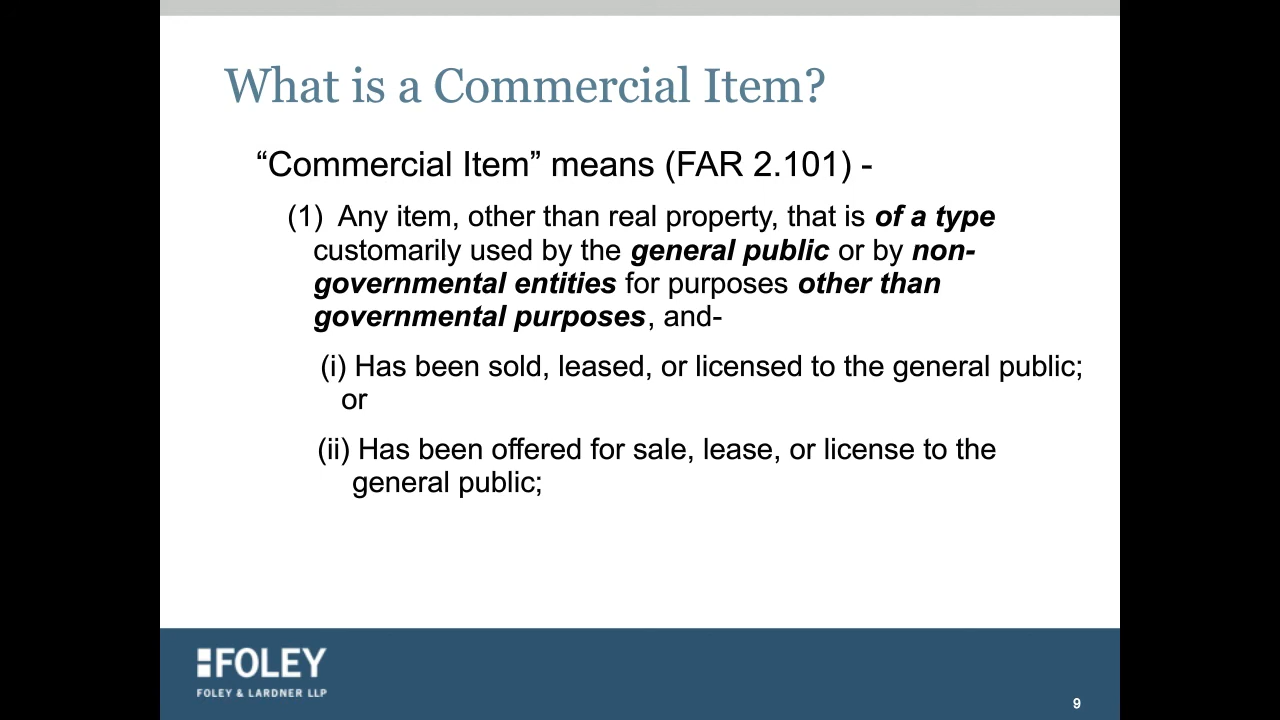 What is a Commercial Item?
“Commercial Item” means (FAR 2.101) -
(1) Any item, other than real property, that is of a type
customarily used by the general public or by non-
governmental entities for purposes other than
governmental purposes, and-
(i) Has been sold, leased, or licensed to the general public;
or
(ii) Has been offered for sale, lease, or license to the
general public;
FOLEY
FOLEY & LARDNER LLP
9